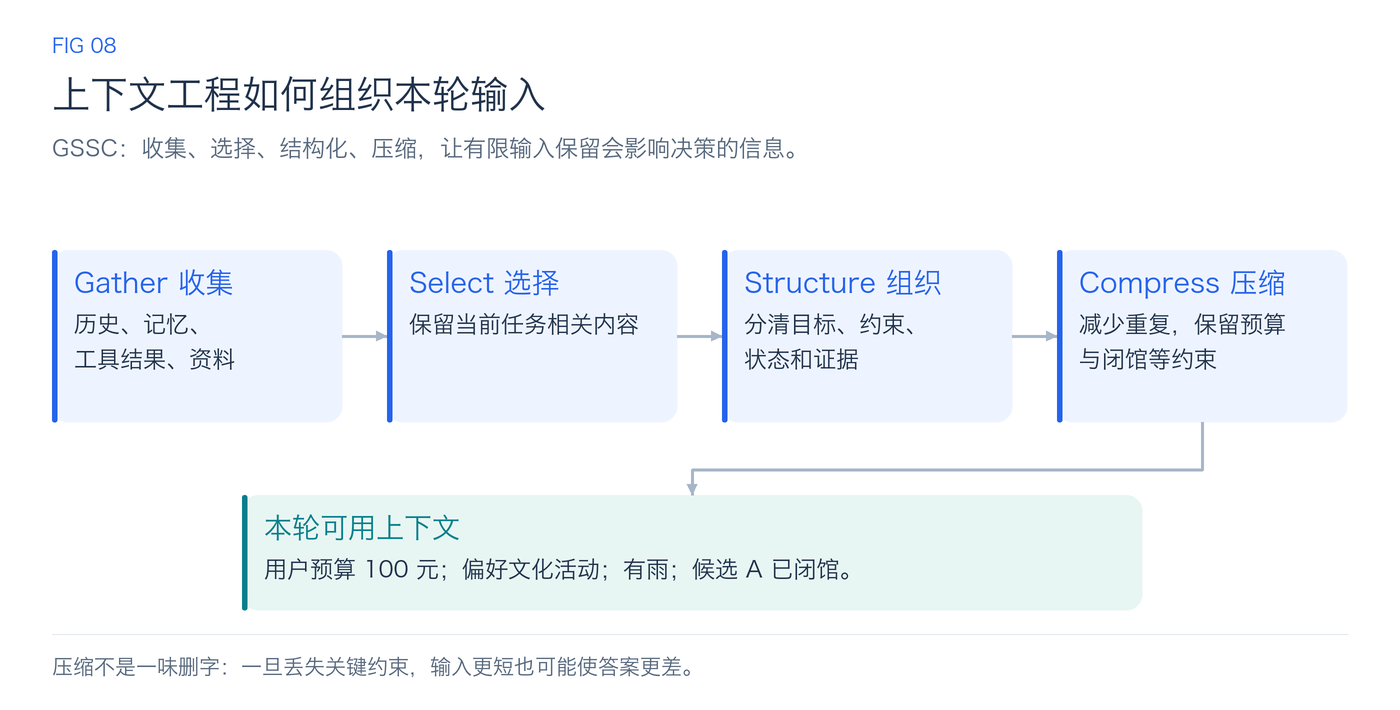 FIG 08
上下文工程如何组织本轮输入
GSSC：收集、选择、结构化、压缩，让有限输入保留会影响决策的信息。
Gather 收集
历史、记忆、
工具结果、资料
Select 选择
保留当前任务相关内容
Structure 组织
分清目标、约束、
状态和证据
Compress 压缩
减少重复，保留预算
与闭馆等约束
本轮可用上下文
用户预算 100 元；偏好文化活动；有雨；候选 A 已闭馆。
压缩不是一味删字：一旦丢失关键约束，输入更短也可能使答案更差。